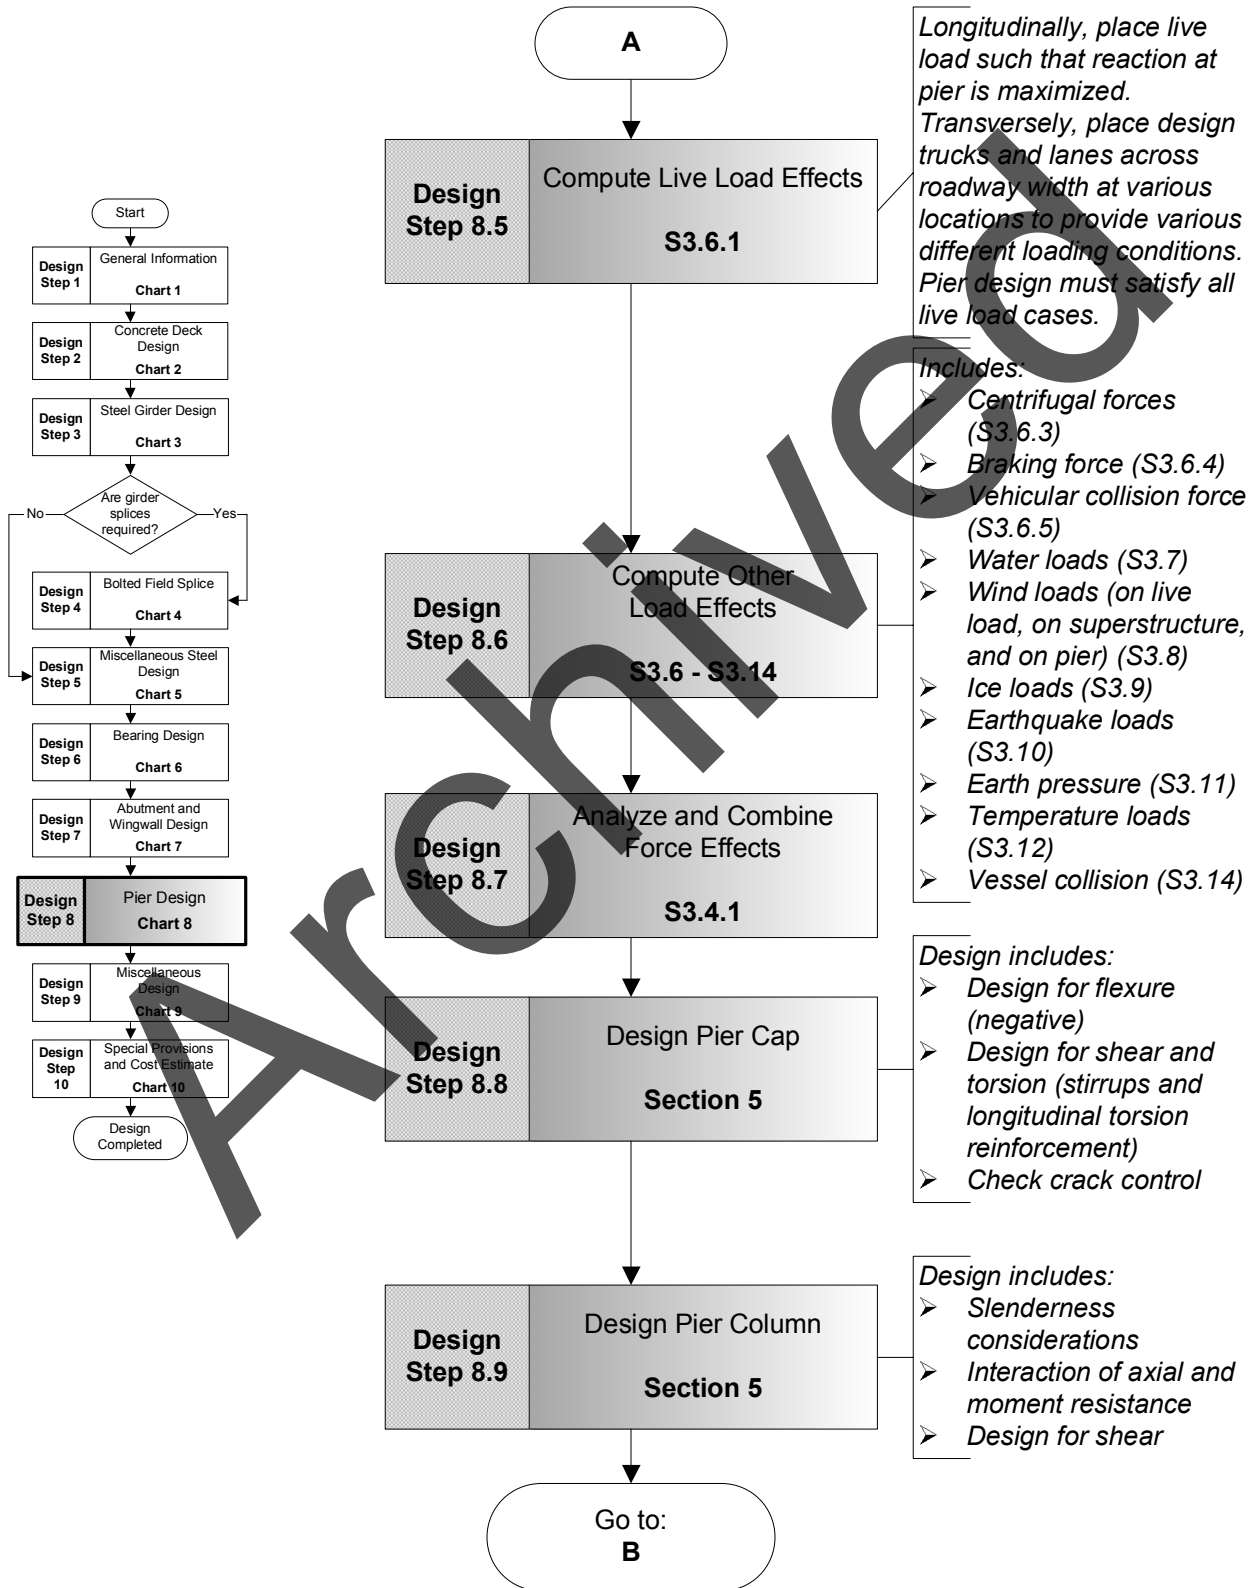 Start
Design
Step 1
General Information
Chart 1
Design
Step 2
Concrete Deck
Design
Chart 2
Design
Step 3
Steel Girder Design
Chart 3
Are girder
splices
required?
No
Yes
Design
Step 4
Bolted Field Splice
Chart 4
Design
Step 5
Miscellaneous Steel
Design
Chart 5
Design
Step 6
Bearing Design
Chart 6
Design
Step 7
Abutment and
Wingwall Design
Chart 7
Design
Step 8
Pier Design
Chart 8
Design
Step 9
Miscellaneous
Design
Chart 9
Design
Step
10
Special Provisions
and Cost Estimate
Chart 10
Design
Completed
A
Design
Step 8.5
Compute Live Load Effects
S3.6.1
Longitudinally, place live
load such that reaction at
pier is maximized.
Transversely, place design
trucks and lanes across
roadway width at various
locations to provide various
different loading conditions.
Pier design must satisfy all
live load cases.
Design
Step 8.6
Compute Other
Load Effects
S3.6 - S3.14
Includes:
➢ Centrifugal forces
(S3.6.3)
➢ Braking force (S3.6.4)
➢ Vehicular collision force
(S3.6.5)
➢ Water loads (S3.7)
➢ Wind loads (on live
load, on superstructure,
and on pier) (S3.8)
➢ Ice loads (S3.9)
➢ Earthquake loads
(S3.10)
➢ Earth pressure (S3.11)
➢ Temperature loads
(S3.12)
➢ Vessel collision (S3.14)
Design
Step 8.7
Analyze and Combine
Force Effects
S3.4.1
Design
Step 8.8
Design Pier Cap
Section 5
Design includes:
➢ Design for flexure
(negative)
➢ Design for shear and
torsion (stirrups and
longitudinal torsion
reinforcement)
➢ Check crack control
Design
Step 8.9
Design Pier Column
Section 5
Design includes:
➢ Slenderness
considerations
➢ Interaction of axial and
moment resistance
➢ Design for shear
Go to:
B
Archived